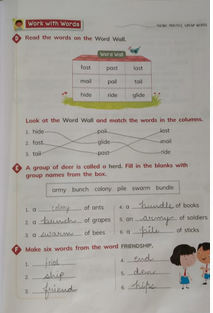 Work with Words
D Read the words on the Word Wall.
Word Wall
fast post last
mail pail tail
hide ride glide
Look at the Word Wall and match the words in the columns.
1. hide pail last
2. fast glide mail
3. tail post ride
E A group of deer is called a herd. Fill in the blanks with
group names from the box.
army bunch colony pile swarm bundle
1. a colony of ants 4. a bundle of books
2. a bunch of grapes 5. an army of soldiers
3. a swarm of bees 6. a pile of sticks
F Make six words from the word FRIENDSHIP.
1. 4. end
2. ship 5. den
3. friend 6. hips